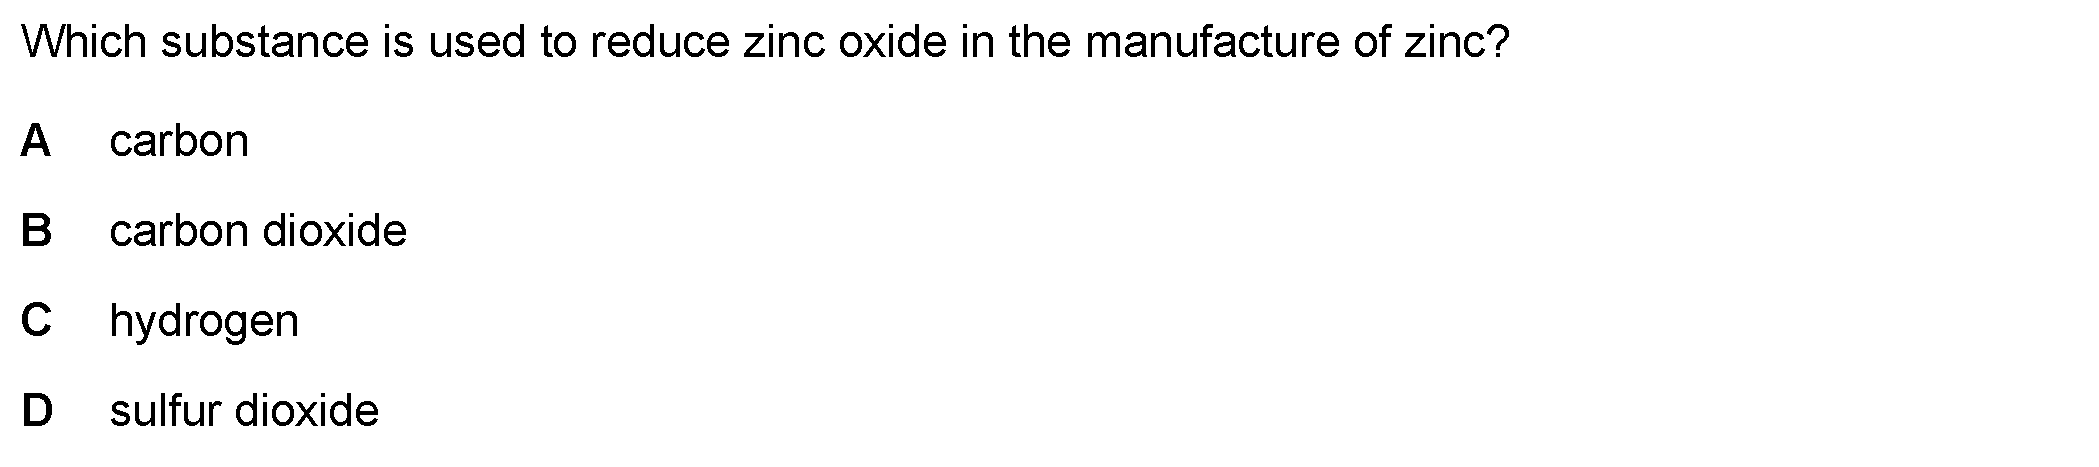 Which substance is used to reduce zinc oxide in the manufacture of zinc?
A carbon
B carbon dioxide
C hydrogen
D sulfur dioxide